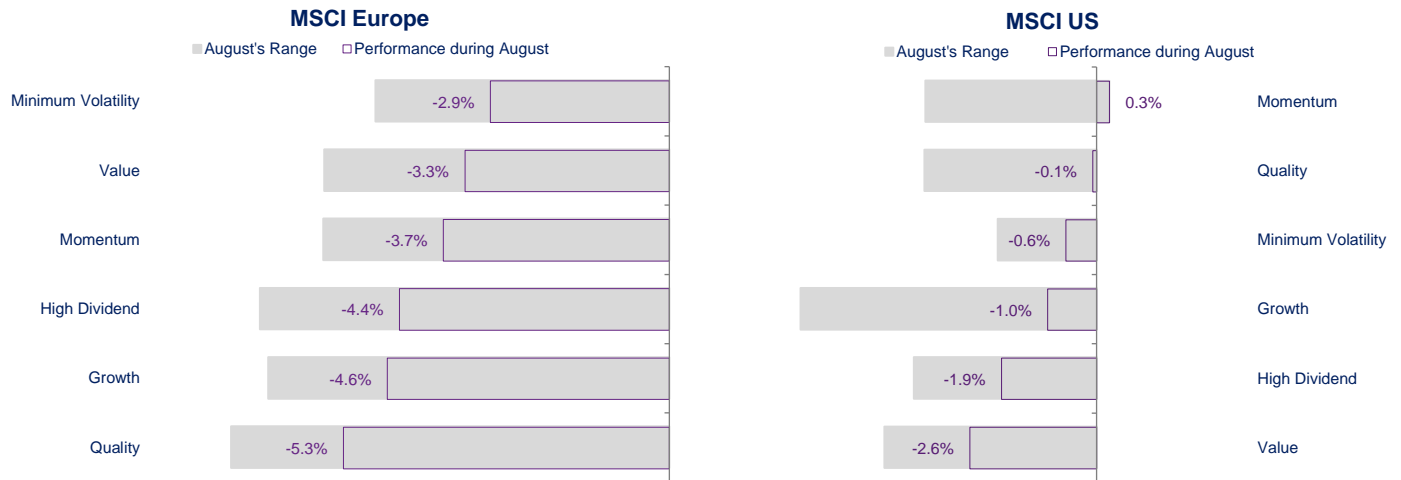 MSCI Europe
August's Range
Performance during August
Minimum Volatility
-2.9%
Value
-3.3%
Momentum
-3.7%
High Dividend
-4.4%
Growth
-4.6%
Quality
-5.3%
MSCI US
August's Range
Performance during August
0.3%
Momentum
-0.1%
Quality
-0.6%
Minimum Volatility
-1.0%
Growth
-1.9%
High Dividend
-2.6%
Value